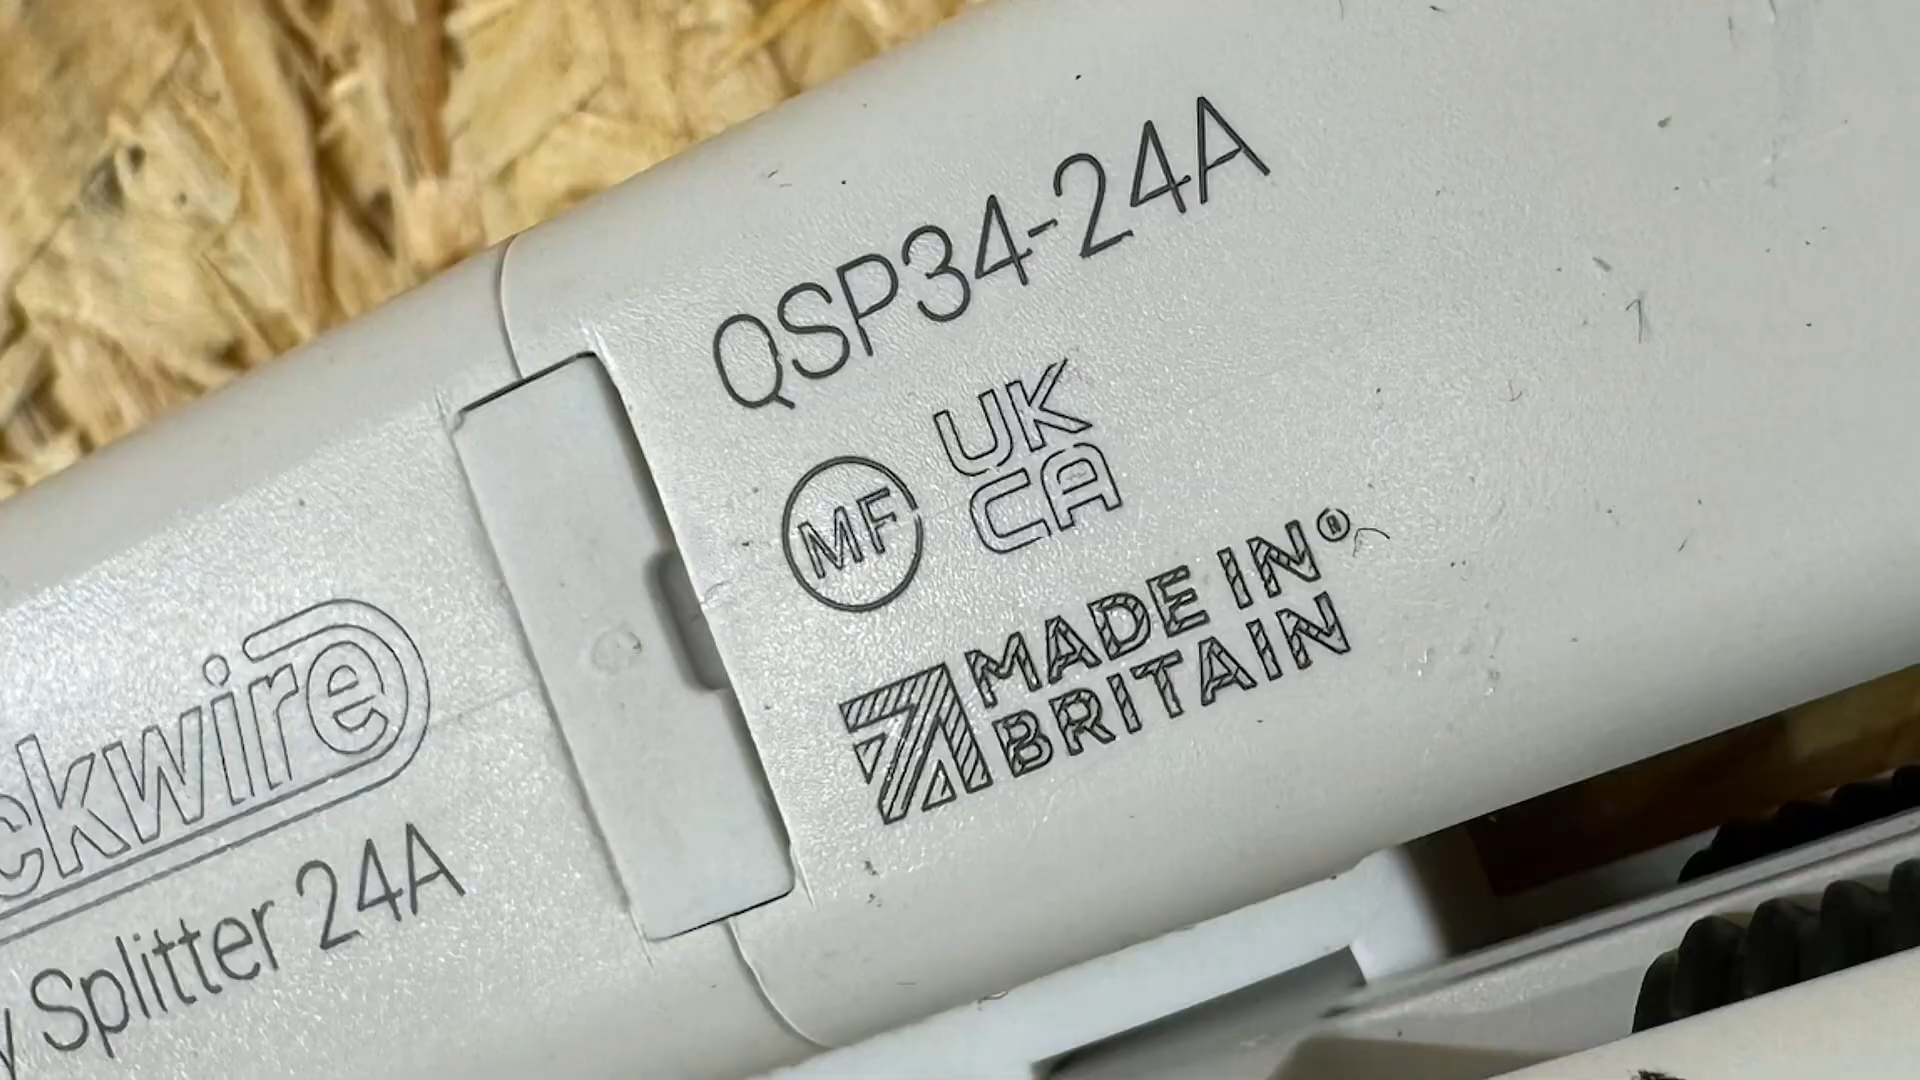 QSP34-24A
MF
UK
CA
MADE IN®
BRITAIN
ckwire
y Splitter 24A